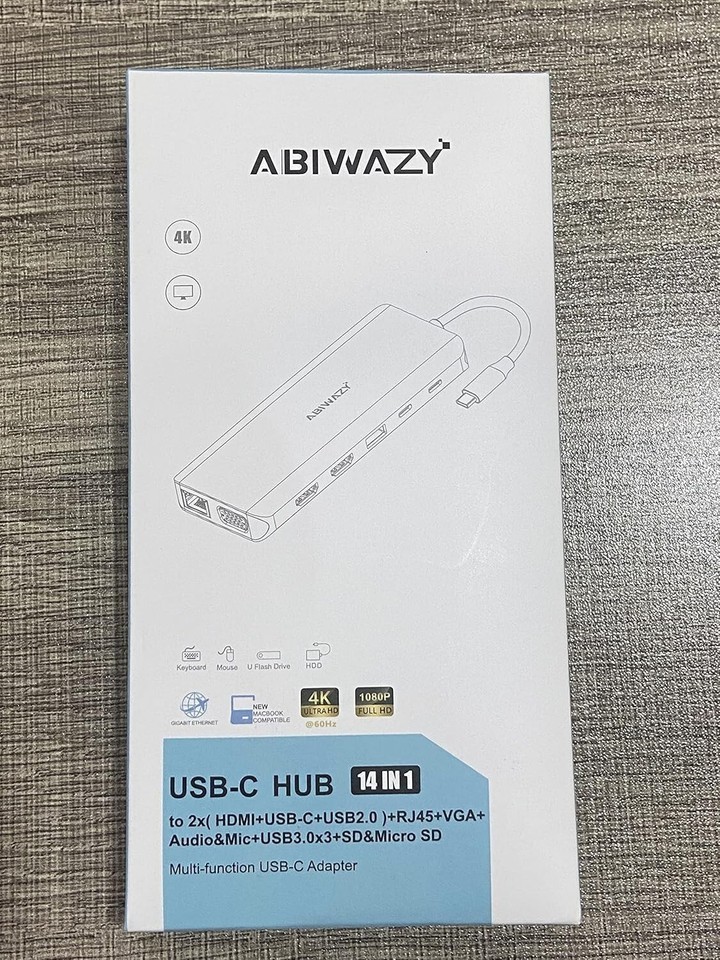 ABIWAZY
4K
ABIWAZY
Keyboard Mouse U Flash Drive HDD
GIGABIT ETHERNET
NEW
MACBOOK
COMPATIBLE
4K
ULTRA HD
@60Hz
1080P
FULL HD
USB-C HUB 14 IN 1
to 2x( HDMI+USB-C+USB2.0 )+RJ45+VGA+
Audio&Mic+USB3.0x3+SD&Micro SD
Multi-function USB-C Adapter